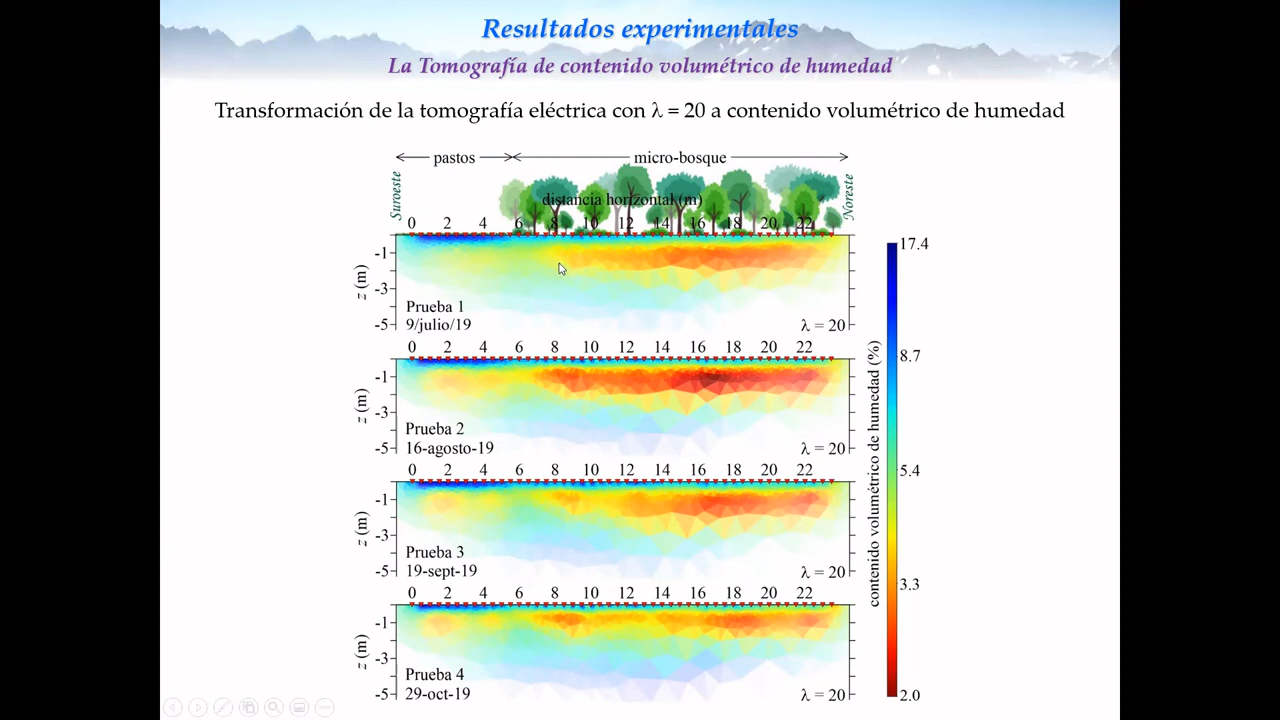 Resultados experimentales
La Tomografía de contenido volumétrico de humedad
Transformación de la tomografía eléctrica con λ = 20 a contenido volumétrico de humedad
pastos
micro-bosque
Suroeste
distancia horizontal (m)
Noreste
0 2 4 6 8 10 12 14 16 18 20 22
-1
-3
-5
z (m)
Prueba 1
9/julio/19
λ = 20
0 2 4 6 8 10 12 14 16 18 20 22
-1
-3
-5
z (m)
Prueba 2
16-agosto-19
λ = 20
0 2 4 6 8 10 12 14 16 18 20 22
-1
-3
-5
z (m)
Prueba 3
19-sept-19
λ = 20
0 2 4 6 8 10 12 14 16 18 20 22
-1
-3
-5
z (m)
Prueba 4
29-oct-19
λ = 20
contenido volumétrico de humedad (%)
17.4
8.7
5.4
3.3
2.0